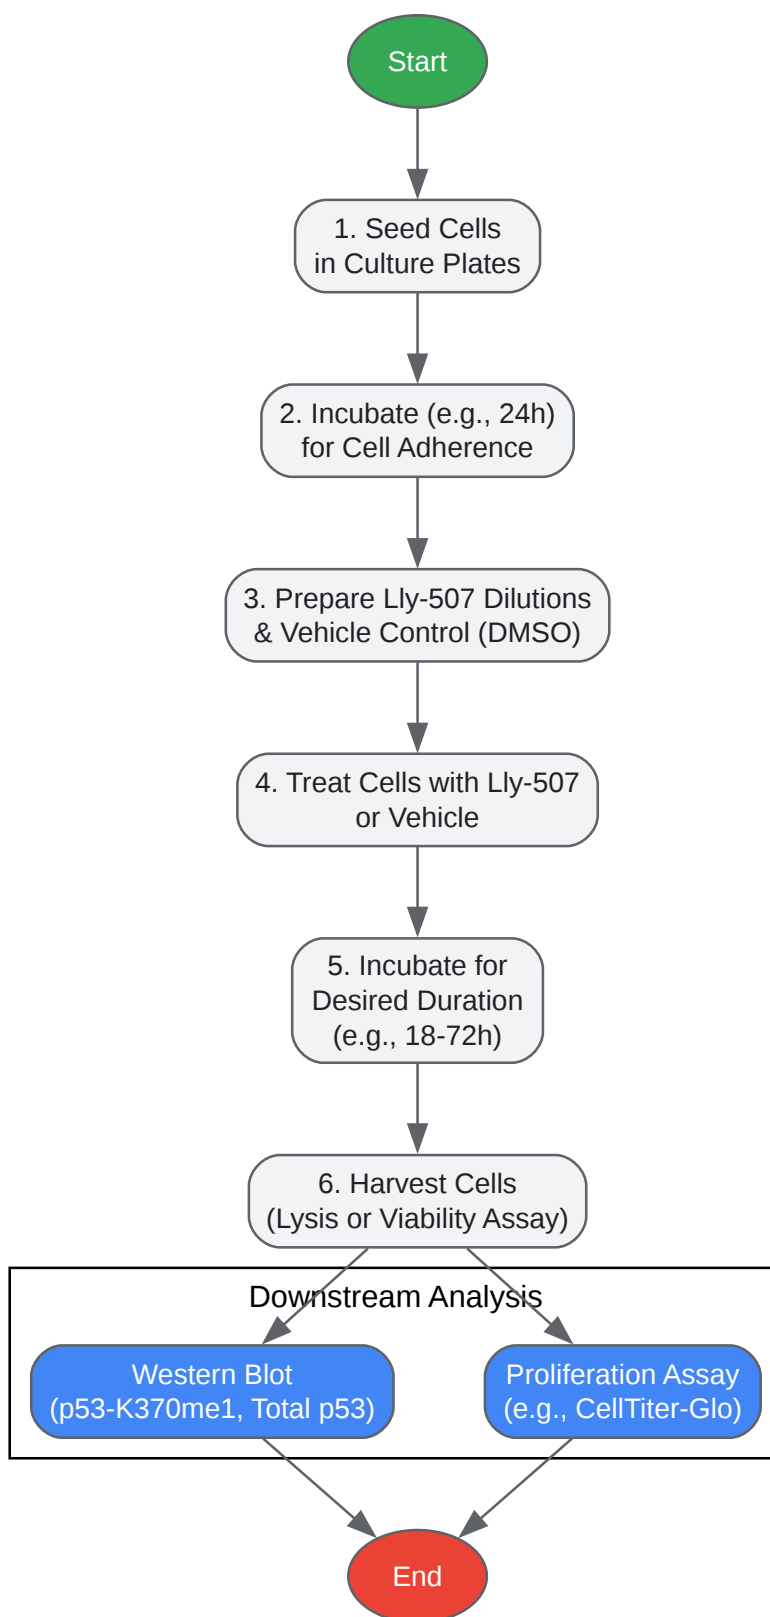 Start
1. Seed Cells
in Culture Plates
2. Incubate (e.g., 24h)
for Cell Adherence
3. Prepare Lly-507 Dilutions
& Vehicle Control (DMSO)
4. Treat Cells with Lly-507
or Vehicle
5. Incubate for
Desired Duration
(e.g., 18-72h)
6. Harvest Cells
(Lysis or Viability Assay)
Downstream Analysis
Western Blot
(p53-K370me1, Total p53)
Proliferation Assay
(e.g., CellTiter-Glo)
End